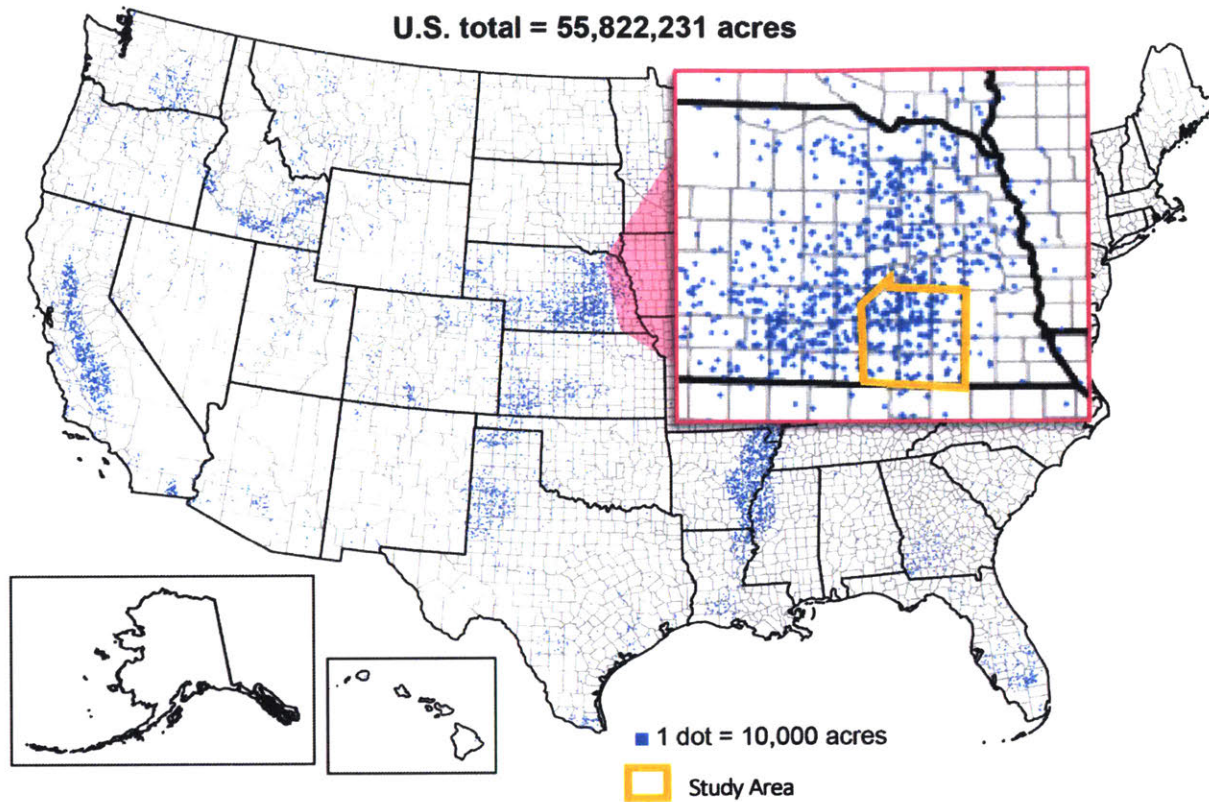 U.S. total = 55,822,231 acres
1 dot = 10,000 acres
Study Area